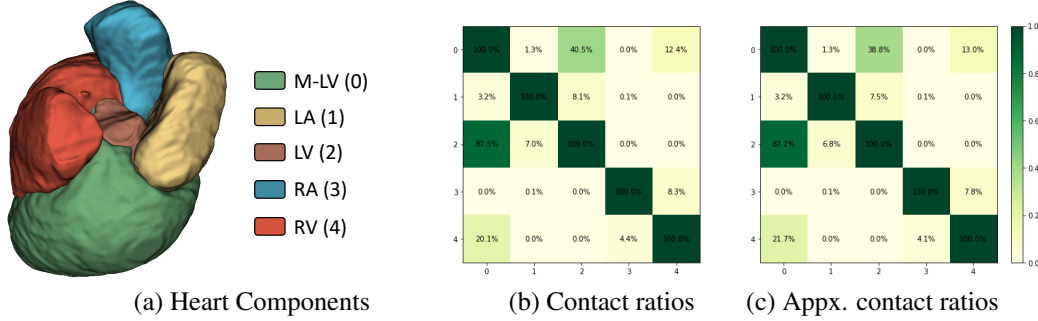 M-LV (0)
LA (1)
LV (2)
RA (3)
RV (4)
(a) Heart Components
0 100.0% 1.3% 40.5% 0.0% 12.4%
1 3.2% 100.0% 8.1% 0.1% 0.0%
2 87.5% 7.0% 100.0% 0.0% 0.0%
3 0.0% 0.1% 0.0% 100.0% 8.3%
4 20.1% 0.0% 0.0% 4.4% 100.0%
0 1 2 3 4
(b) Contact ratios
0 100.0% 1.3% 38.8% 0.0% 13.0%
1 3.2% 100.0% 7.5% 0.1% 0.0%
2 87.2% 6.8% 100.0% 0.0% 0.0%
3 0.0% 0.1% 0.0% 100.0% 7.8%
4 21.7% 0.0% 0.0% 4.1% 100.0%
0 1 2 3 4
1.0
0.8
0.6
0.4
0.2
0.0
(c) Appx. contact ratios